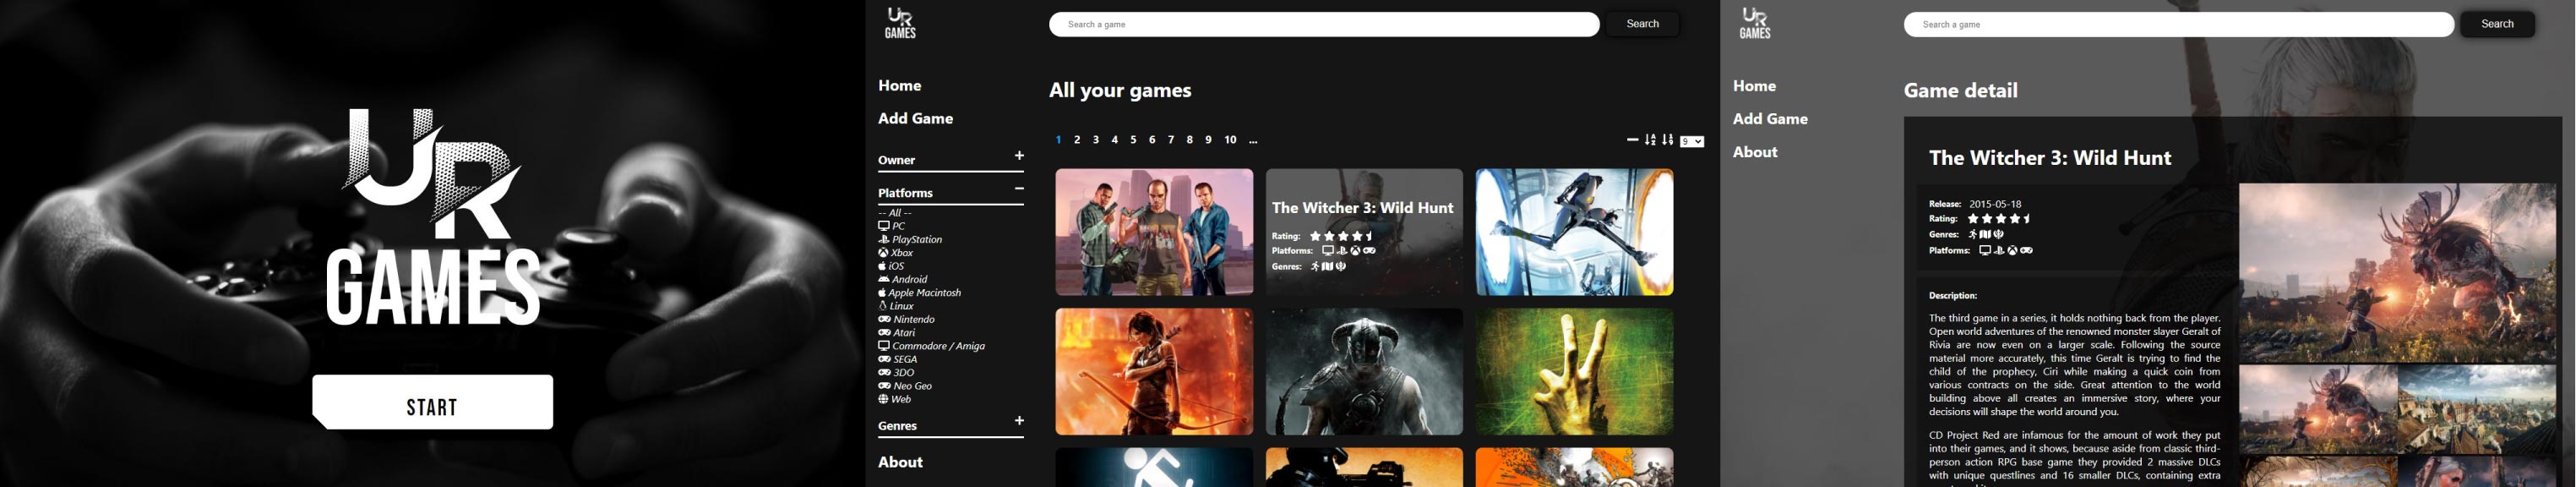 UR
GAMES
START
UR
GAMES
Search a game
Search
Home
Add Game
Owner
Platforms
-- All --
PC
PlayStation
Xbox
iOS
Android
Apple Macintosh
Linux
Nintendo
Atari
Commodore / Amiga
SEGA
3DO
Neo Geo
Web
Genres
About
All your games
1 2 3 4 5 6 7 8 9 10 ...
9
The Witcher 3: Wild Hunt
Rating:
Platforms:
Genres:
UR
GAMES
Search a game
Search
Home
Add Game
About
Game detail
The Witcher 3: Wild Hunt
Release: 2015-05-18
Rating:
Genres:
Platforms:
Description:
The third game in a series, it holds nothing back from the player.
Open world adventures of the renowned monster slayer Geralt of
Rivia are now even on a larger scale. Following the source
material more accurately, this time Geralt is trying to find the
child of the prophecy, Ciri while making a quick coin from
various contracts on the side. Great attention to the world
building above all creates an immersive story, where your
decisions will shape the world around you.
CD Project Red are infamous for the amount of work they put
into their games, and it shows, because aside from classic third-
person action RPG base game they provided 2 massive DLCs
with unique questlines and 16 smaller DLCs, containing extra